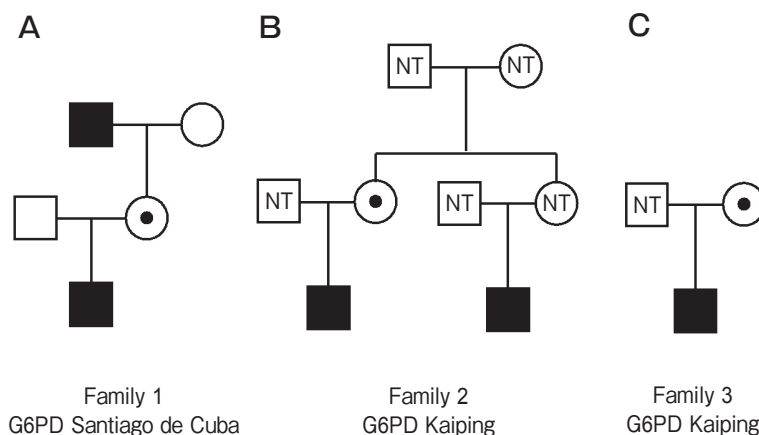 A
B
C
NT NT
NT
NT NT
NT
Family 1
G6PD Santiago de Cuba
Family 2
G6PD Kaiping
Family 3
G6PD Kaiping